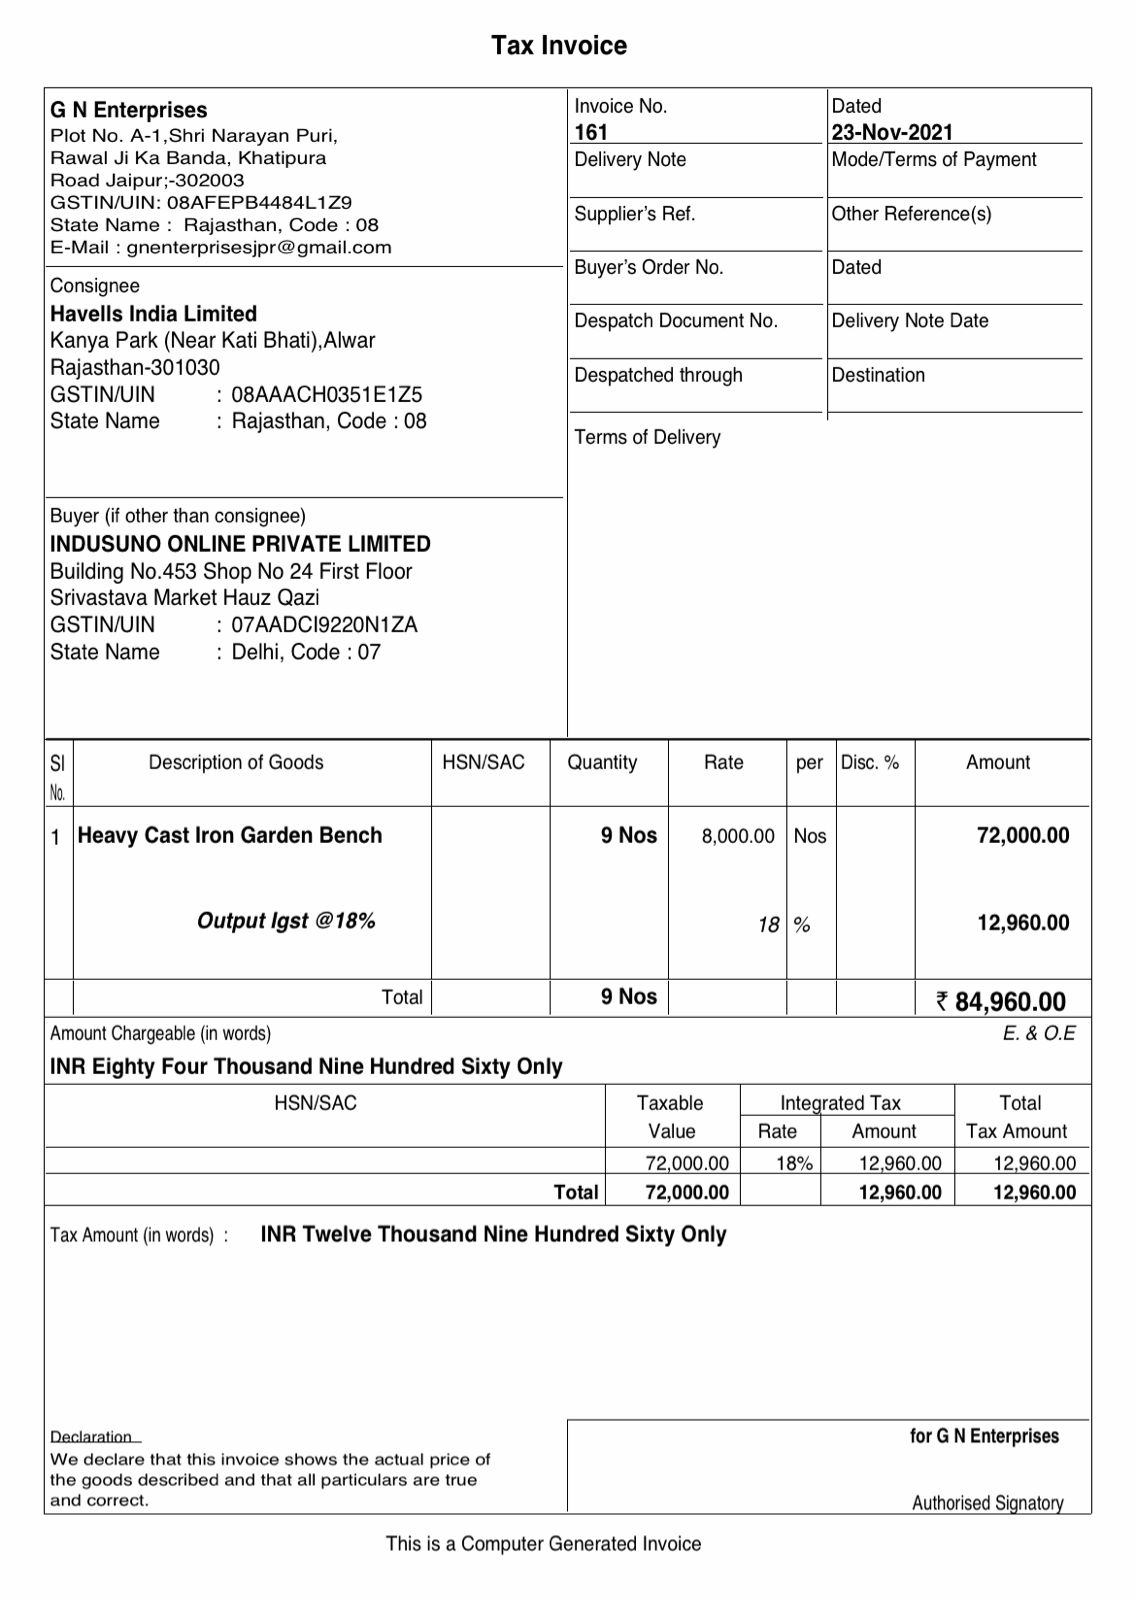 Tax Invoice
G N Enterprises
Plot No. A-1,Shri Narayan Puri,
Rawal Ji Ka Banda, Khatipura
Road Jaipur;-302003
GSTIN/UIN: 08AFEPB4484L1Z9
State Name : Rajasthan, Code : 08
E-Mail : gnenterprisesjpr@gmail.com
Invoice No.
161
Dated
23-Nov-2021
Delivery Note
Mode/Terms of Payment
Supplier's Ref.
Other Reference(s)
Buyer's Order No.
Dated
Despatch Document No.
Delivery Note Date
Despatched through
Destination
Terms of Delivery
Consignee
Havells India Limited
Kanya Park (Near Kati Bhati),Alwar
Rajasthan-301030
GSTIN/UIN : 08AAACH0351E1Z5
State Name : Rajasthan, Code : 08
Buyer (if other than consignee)
INDUSUNO ONLINE PRIVATE LIMITED
Building No.453 Shop No 24 First Floor
Srivastava Market Hauz Qazi
GSTIN/UIN : 07AADCI9220N1ZA
State Name : Delhi, Code : 07
Sl No. Description of Goods HSN/SAC Quantity Rate per Disc. % Amount
1 Heavy Cast Iron Garden Bench 9 Nos 8,000.00 Nos 72,000.00
Output Igst @18% 18 % 12,960.00
Total 9 Nos ₹ 84,960.00
Amount Chargeable (in words) E. & O.E
INR Eighty Four Thousand Nine Hundred Sixty Only
HSN/SAC Taxable Value Integrated Tax Total Tax Amount
Rate Amount
72,000.00 18% 12,960.00 12,960.00
Total 72,000.00 12,960.00 12,960.00
Tax Amount (in words) : INR Twelve Thousand Nine Hundred Sixty Only
Declaration
We declare that this invoice shows the actual price of
the goods described and that all particulars are true
and correct.
for G N Enterprises
Authorised Signatory
This is a Computer Generated Invoice